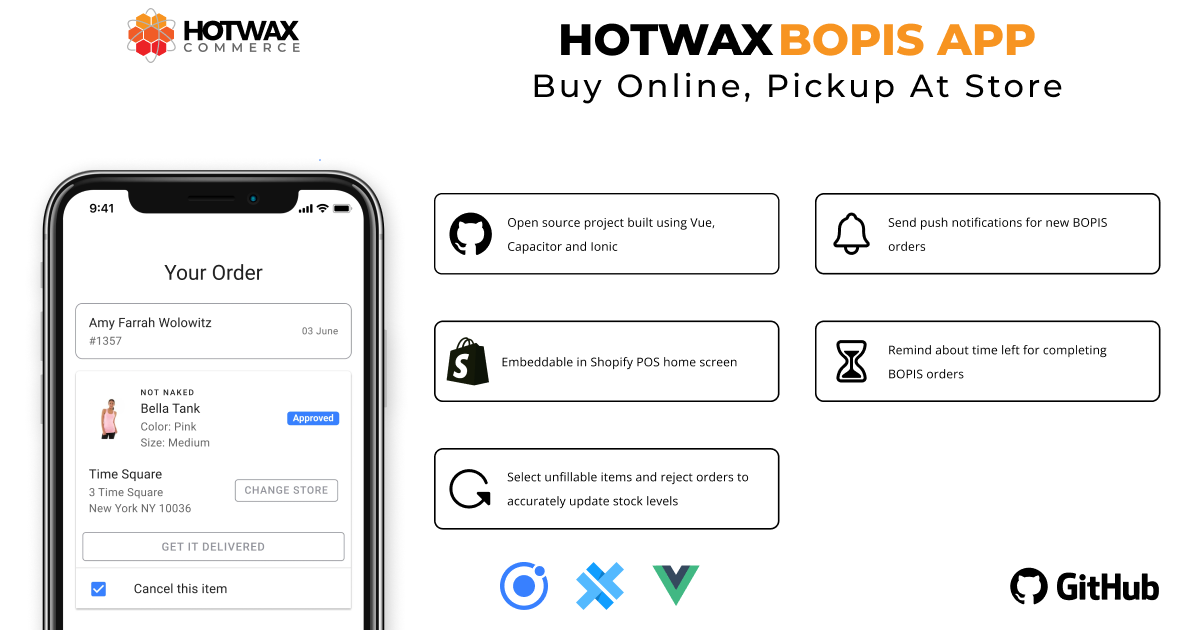 HOTWAX
COMMERCE
HOTWAX BOPIS APP
Buy Online, Pickup At Store
9:41
Your Order
Amy Farrah Wolowitz
#1357
03 June
NOT NAKED
Bella Tank
Color: Pink
Size: Medium
Approved
Time Square
3 Time Square
New York NY 10036
CHANGE STORE
GET IT DELIVERED
Cancel this item
Open source project built using Vue,
Capacitor and Ionic
Send push notifications for new BOPIS
orders
Embeddable in Shopify POS home screen
Remind about time left for completing
BOPIS orders
Select unfillable items and reject orders to
accurately update stock levels
GitHub